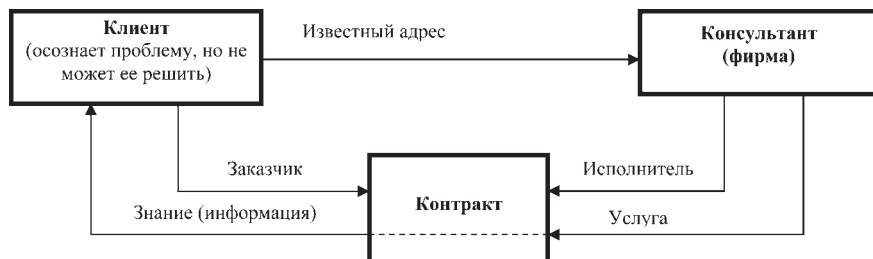 Клиент
(осознает проблему, но не
может ее решить)
Известный адрес
Консультант
(фирма)
Заказчик
Исполнитель
Контракт
Знание (информация)
Услуга